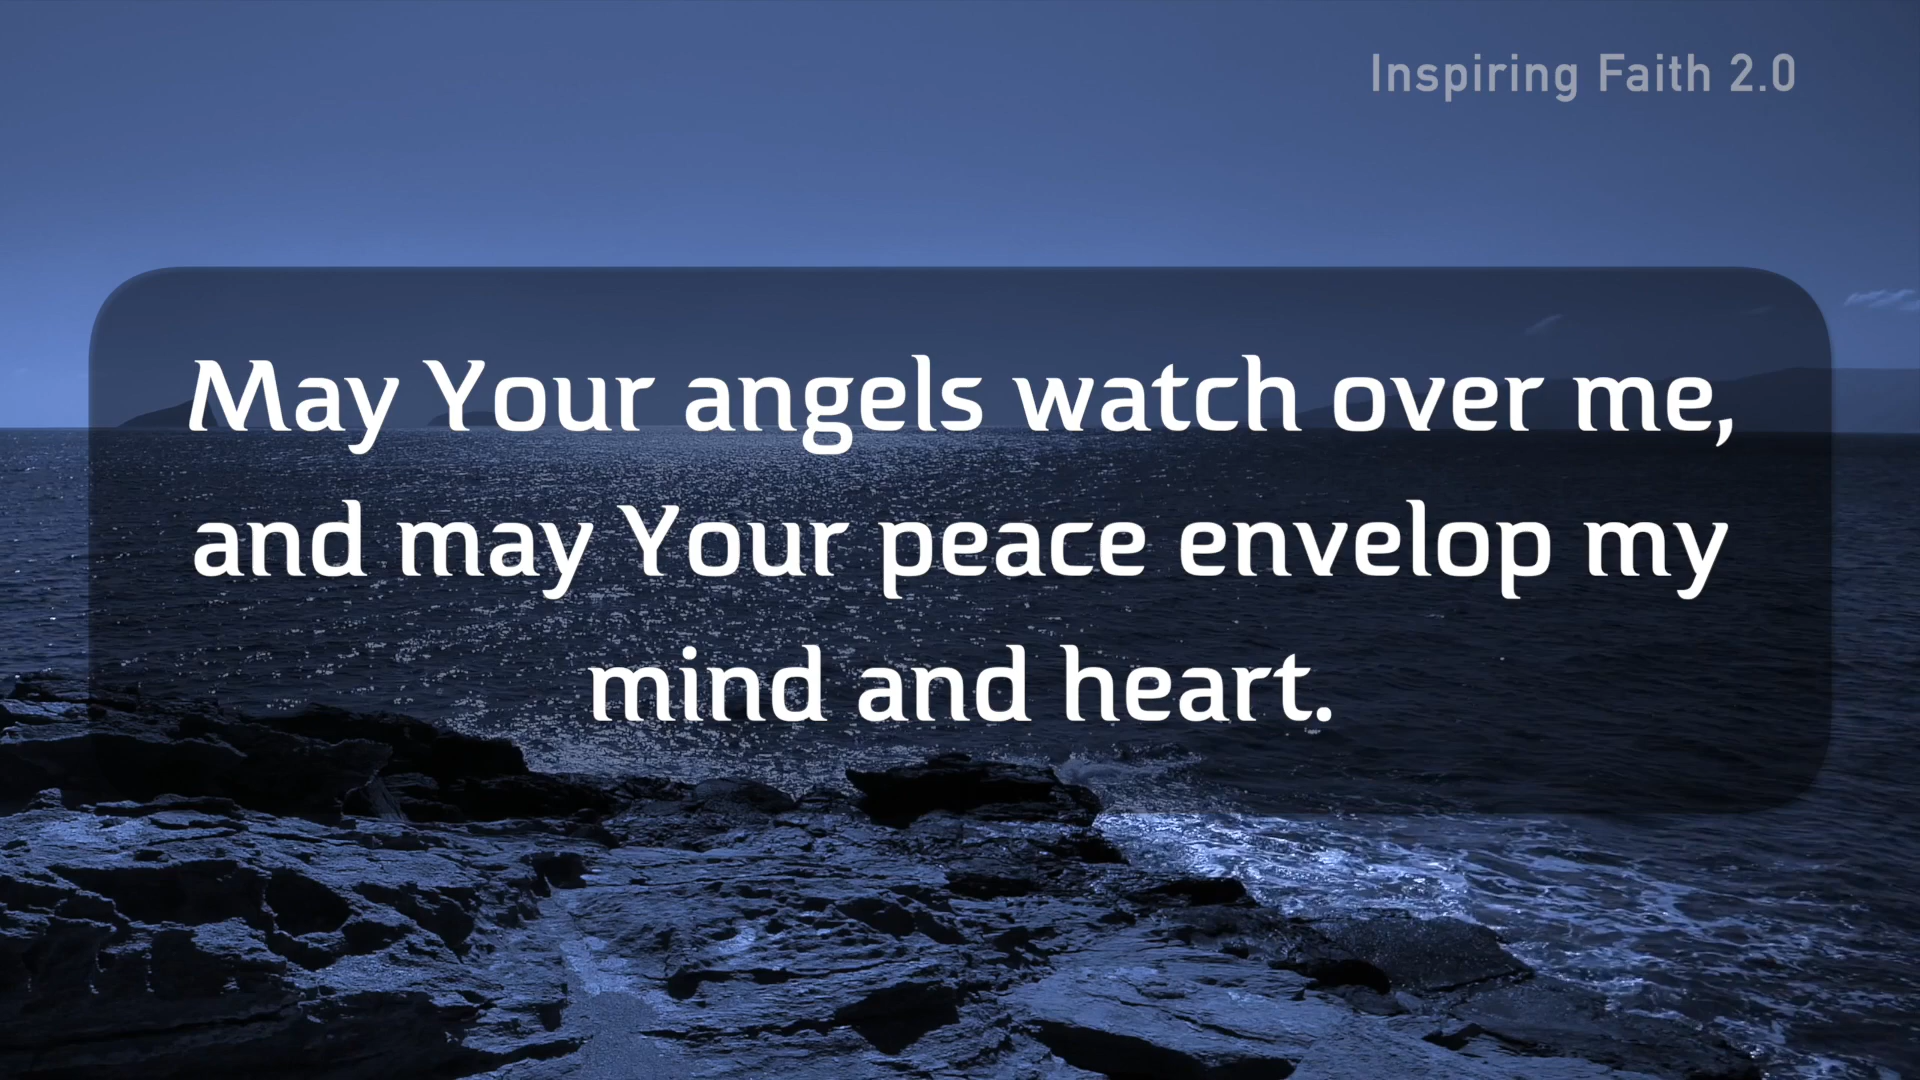 Inspiring Faith 2.0
May Your angels watch over me,
and may Your peace envelop my
mind and heart.